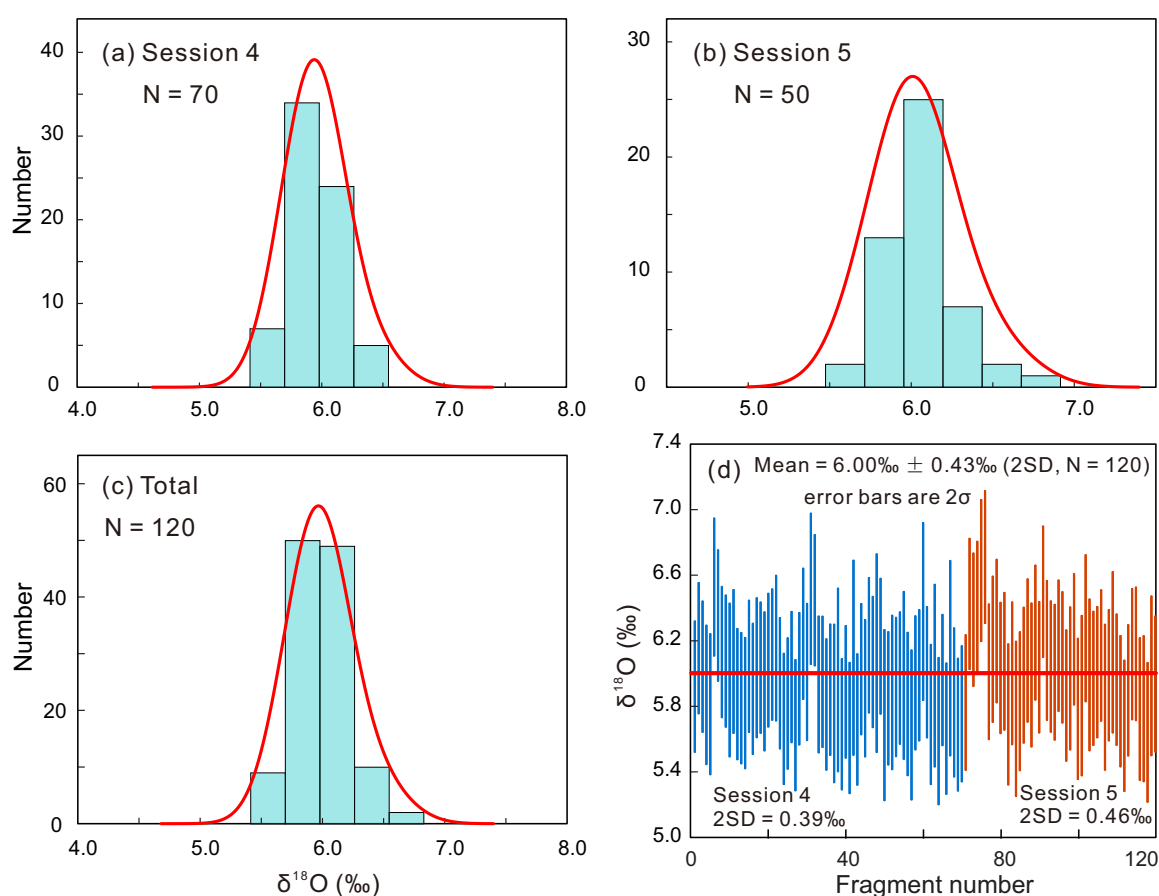 (a) Session 4
N = 70
Number
40
30
20
10
0
4.0 5.0 6.0 7.0 8.0
(b) Session 5
N = 50
30
20
10
0
5.0 6.0 7.0
(c) Total
N = 120
Number
60
40
20
0
4.0 5.0 6.0 7.0 8.0
δ¹⁸O (‰)
(d) Mean = 6.00‰ ± 0.43‰ (2SD, N = 120)
error bars are 2σ
δ¹⁸O (‰)
7.4
7.0
6.6
6.2
5.8
5.4
5.0
Session 4
2SD = 0.39‰
Session 5
2SD = 0.46‰
0 40 80 120
Fragment number